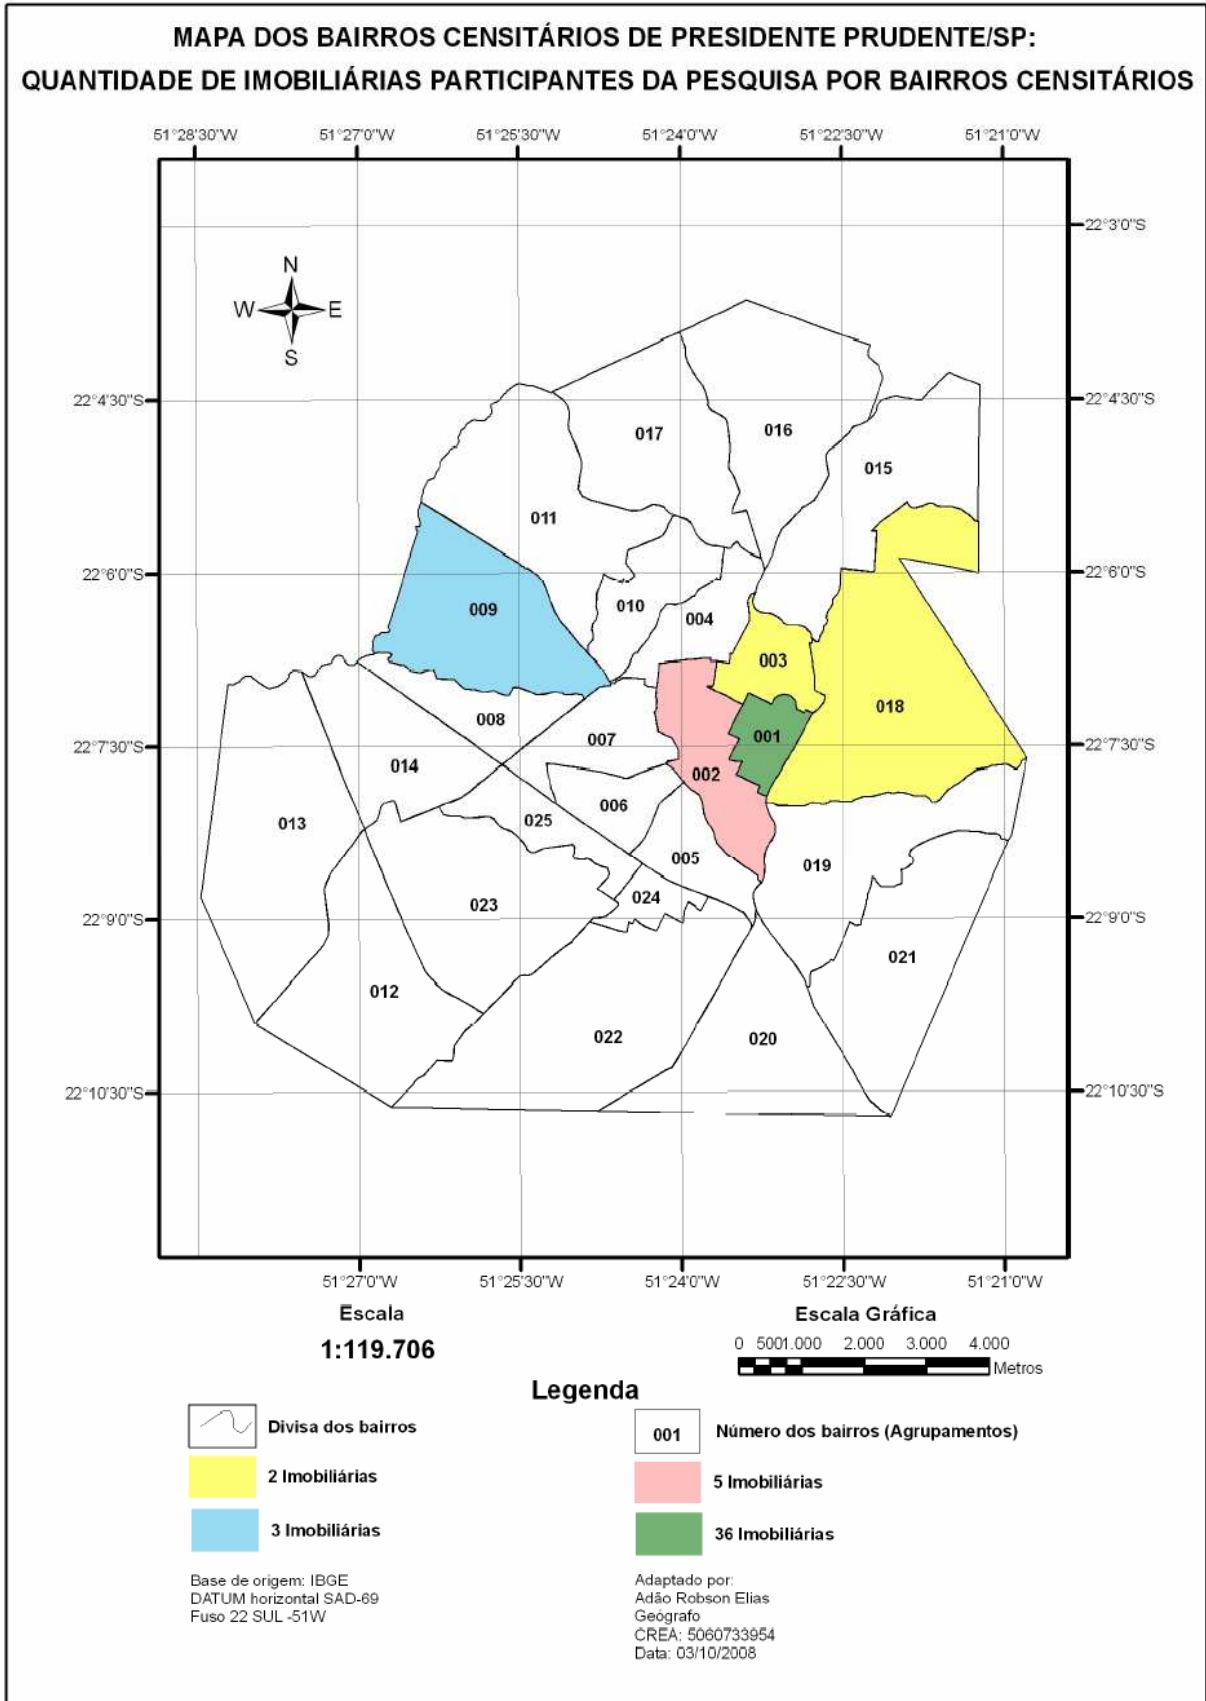 MAPA DOS BAIRROS CENSITÁRIOS DE PRESIDENTE PRUDENTE/SP:
QUANTIDADE DE IMOBILIÁRIAS PARTICIPANTES DA PESQUISA POR BAIRROS CENSITÁRIOS
51°28'30"W 51°27'0"W 51°25'30"W 51°24'0"W 51°22'30"W 51°21'0"W
22°3'0"S
N
W E
S
22°4'30"S 22°4'30"S
017 016
015
011
22°6'0"S 22°6'0"S
009 010 004
003
018
008 007 001
22°7'30"S 22°7'30"S
014 002
013 025 006
005 019
023 024
22°9'0"S 22°9'0"S
021
012
022 020
22°10'30"S 22°10'30"S
51°27'0"W 51°25'30"W 51°24'0"W 51°22'30"W 51°21'0"W
Escala
1:119.706
Escala Gráfica
0 5001.000 2.000 3.000 4.000
Metros
Legenda
Divisa dos bairros
2 Imobiliárias
3 Imobiliárias
001 Número dos bairros (Agrupamentos)
5 Imobiliárias
36 Imobiliárias
Base de origem: IBGE
DATUM horizontal SAD-69
Fuso 22 SUL -51W
Adaptado por:
Adão Robson Elias
Geógrafo
CREA: 5060733954
Data: 03/10/2008